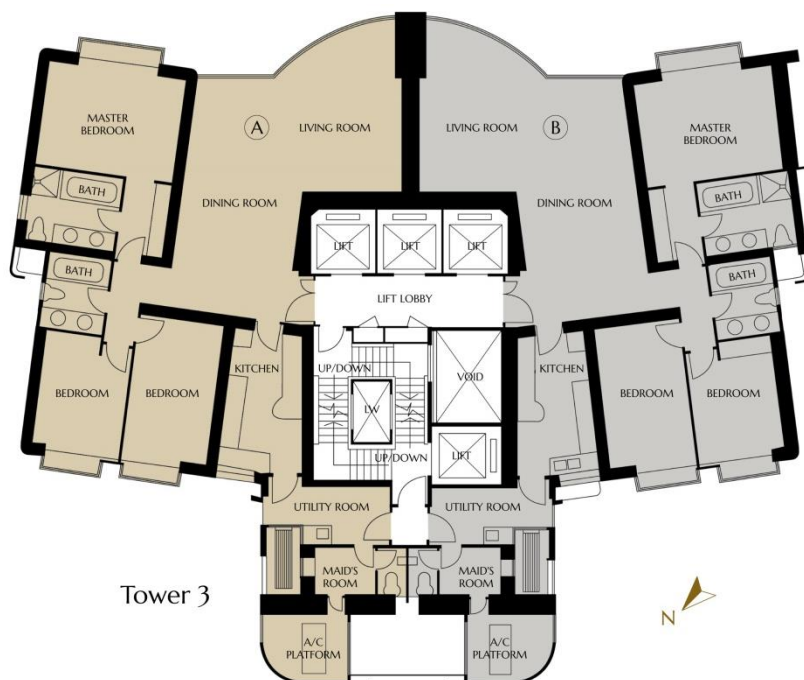 MASTER
BEDROOM
A
LIVING ROOM
LIVING ROOM
B
MASTER
BEDROOM
BATH
BATH
DINING ROOM
DINING ROOM
LIFT
LIFT
LIFT
BATH
BATH
LIFT LOBBY
KITCHEN
UP/DOWN
VOID
KITCHEN
BEDROOM
BEDROOM
LW
BEDROOM
BEDROOM
UP/DOWN
LIFT
UTILITY ROOM
UTILITY ROOM
MAID'S
ROOM
MAID'S
ROOM
Tower 3
N
A/C
PLATFORM
A/C
PLATFORM